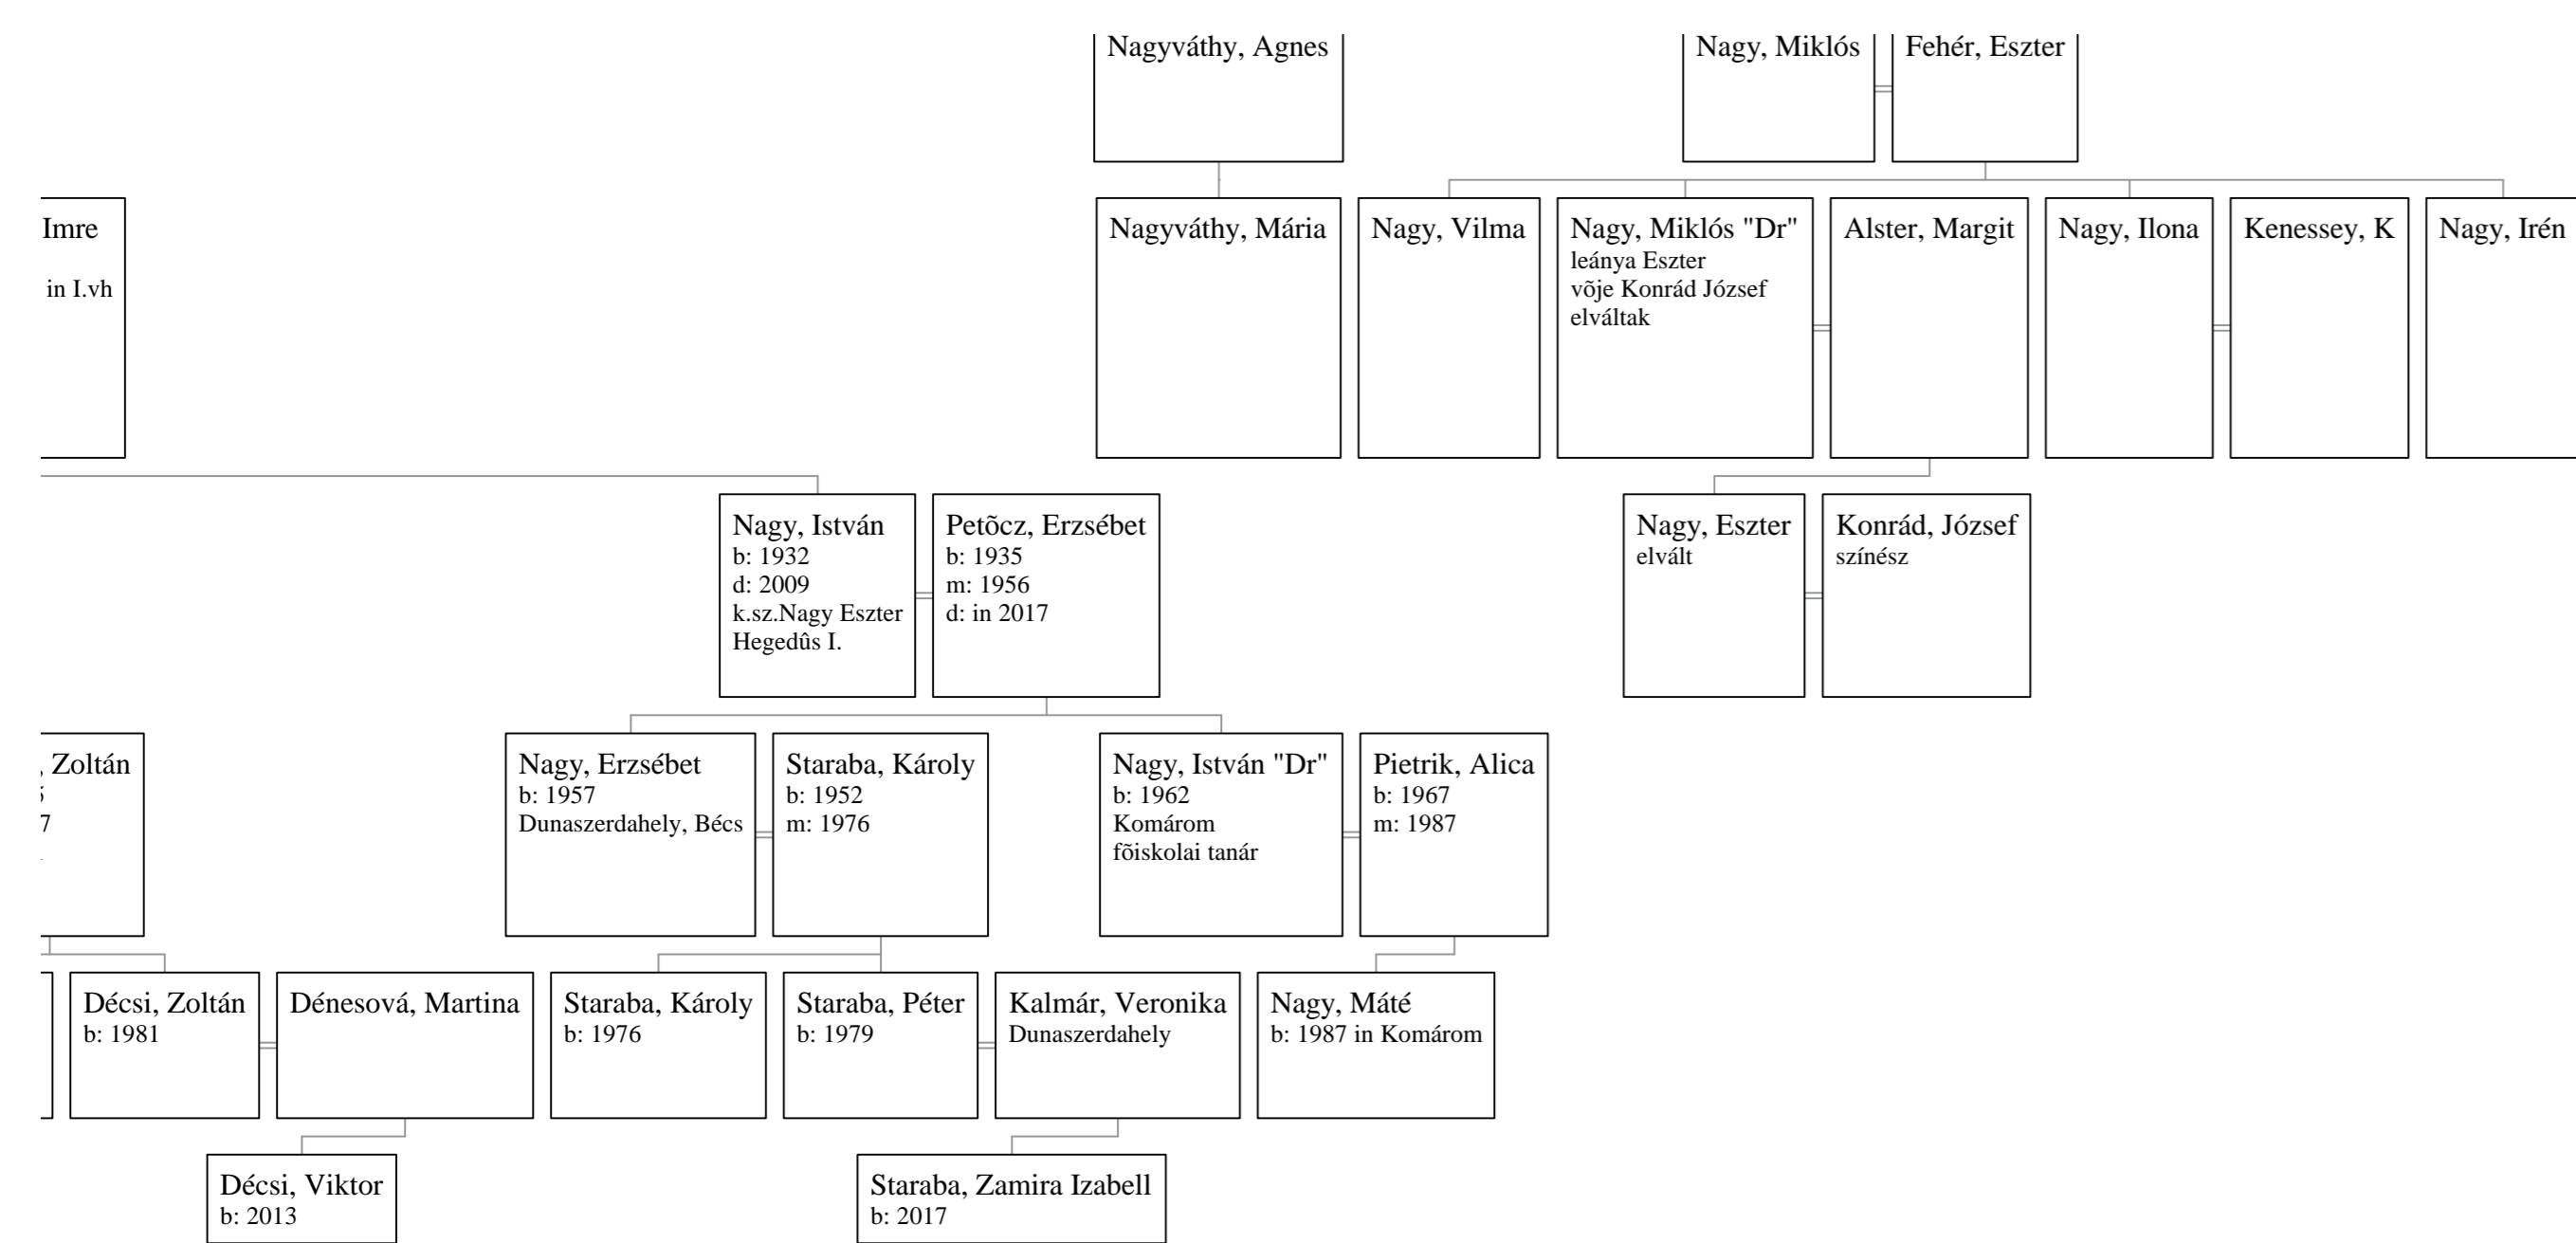 Nagyváthy, Agnes
Nagy, Miklós
Fehér, Eszter
Imre
in I.vh
Nagyváthy, Mária
Nagy, Vilma
Nagy, Miklós "Dr"
leánya Eszter
võje Konrád József
elváltak
Alster, Margit
Nagy, Ilona
Kenessey, K
Nagy, Irén
Nagy, István
b: 1932
d: 2009
k.sz.Nagy Eszter
Hegedûs I.
Petõcz, Erzsébet
b: 1935
m: 1956
d: in 2017
Nagy, Eszter
elvált
Konrád, József
színész
, Zoltán
7
Nagy, Erzsébet
b: 1957
Dunaszerdahely, Bécs
Staraba, Károly
b: 1952
m: 1976
Nagy, István "Dr"
b: 1962
Komárom
fõiskolai tanár
Pietrik, Alica
b: 1967
m: 1987
Décsi, Zoltán
b: 1981
Dénesová, Martina
Staraba, Károly
b: 1976
Staraba, Péter
b: 1979
Kalmár, Veronika
Dunaszerdahely
Nagy, Máté
b: 1987 in Komárom
Décsi, Viktor
b: 2013
Staraba, Zamira Izabell
b: 2017